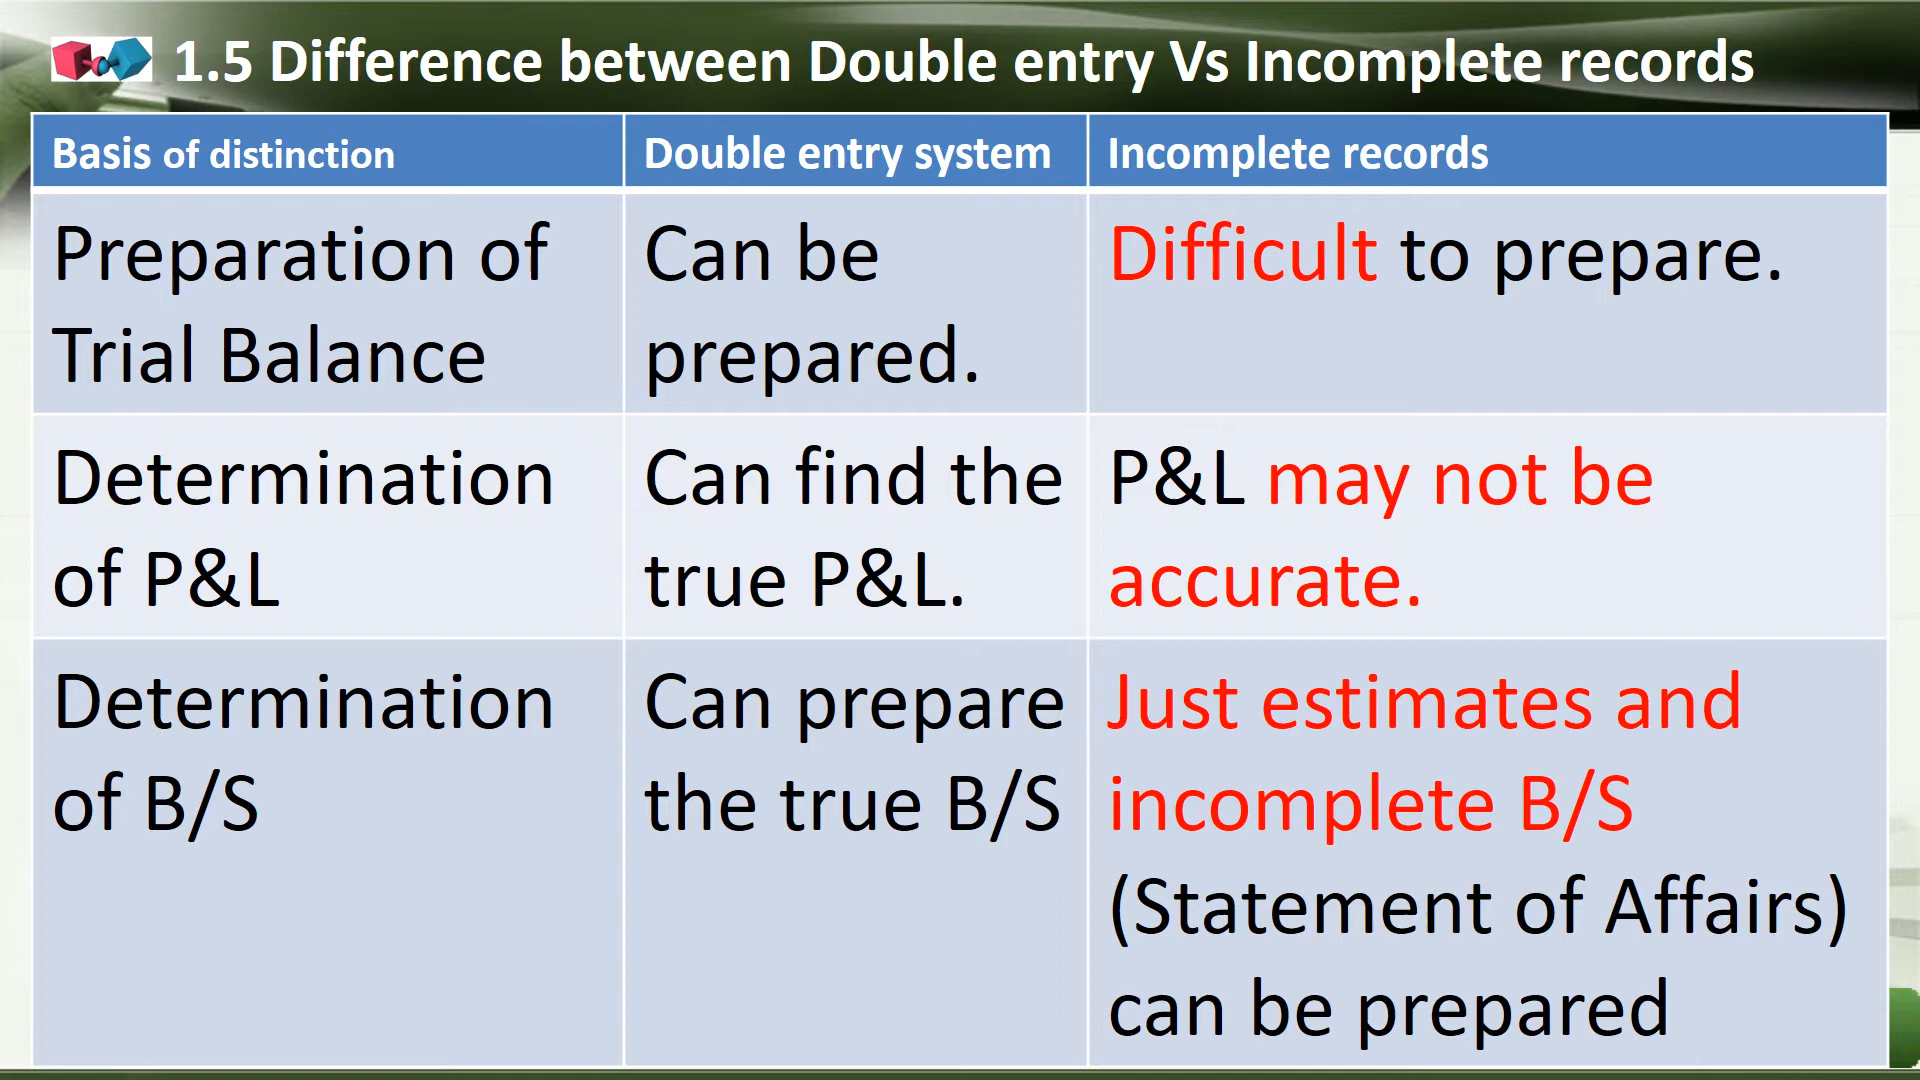 1.5 Difference between Double entry Vs Incomplete records
Basis of distinction
Double entry system
Incomplete records
Preparation of
Trial Balance
Can be
prepared.
Difficult to prepare.
Determination
of P&L
Can find the
true P&L.
P&L may not be
accurate.
Determination
of B/S
Can prepare
the true B/S
Just estimates and
incomplete B/S
(Statement of Affairs)
can be prepared